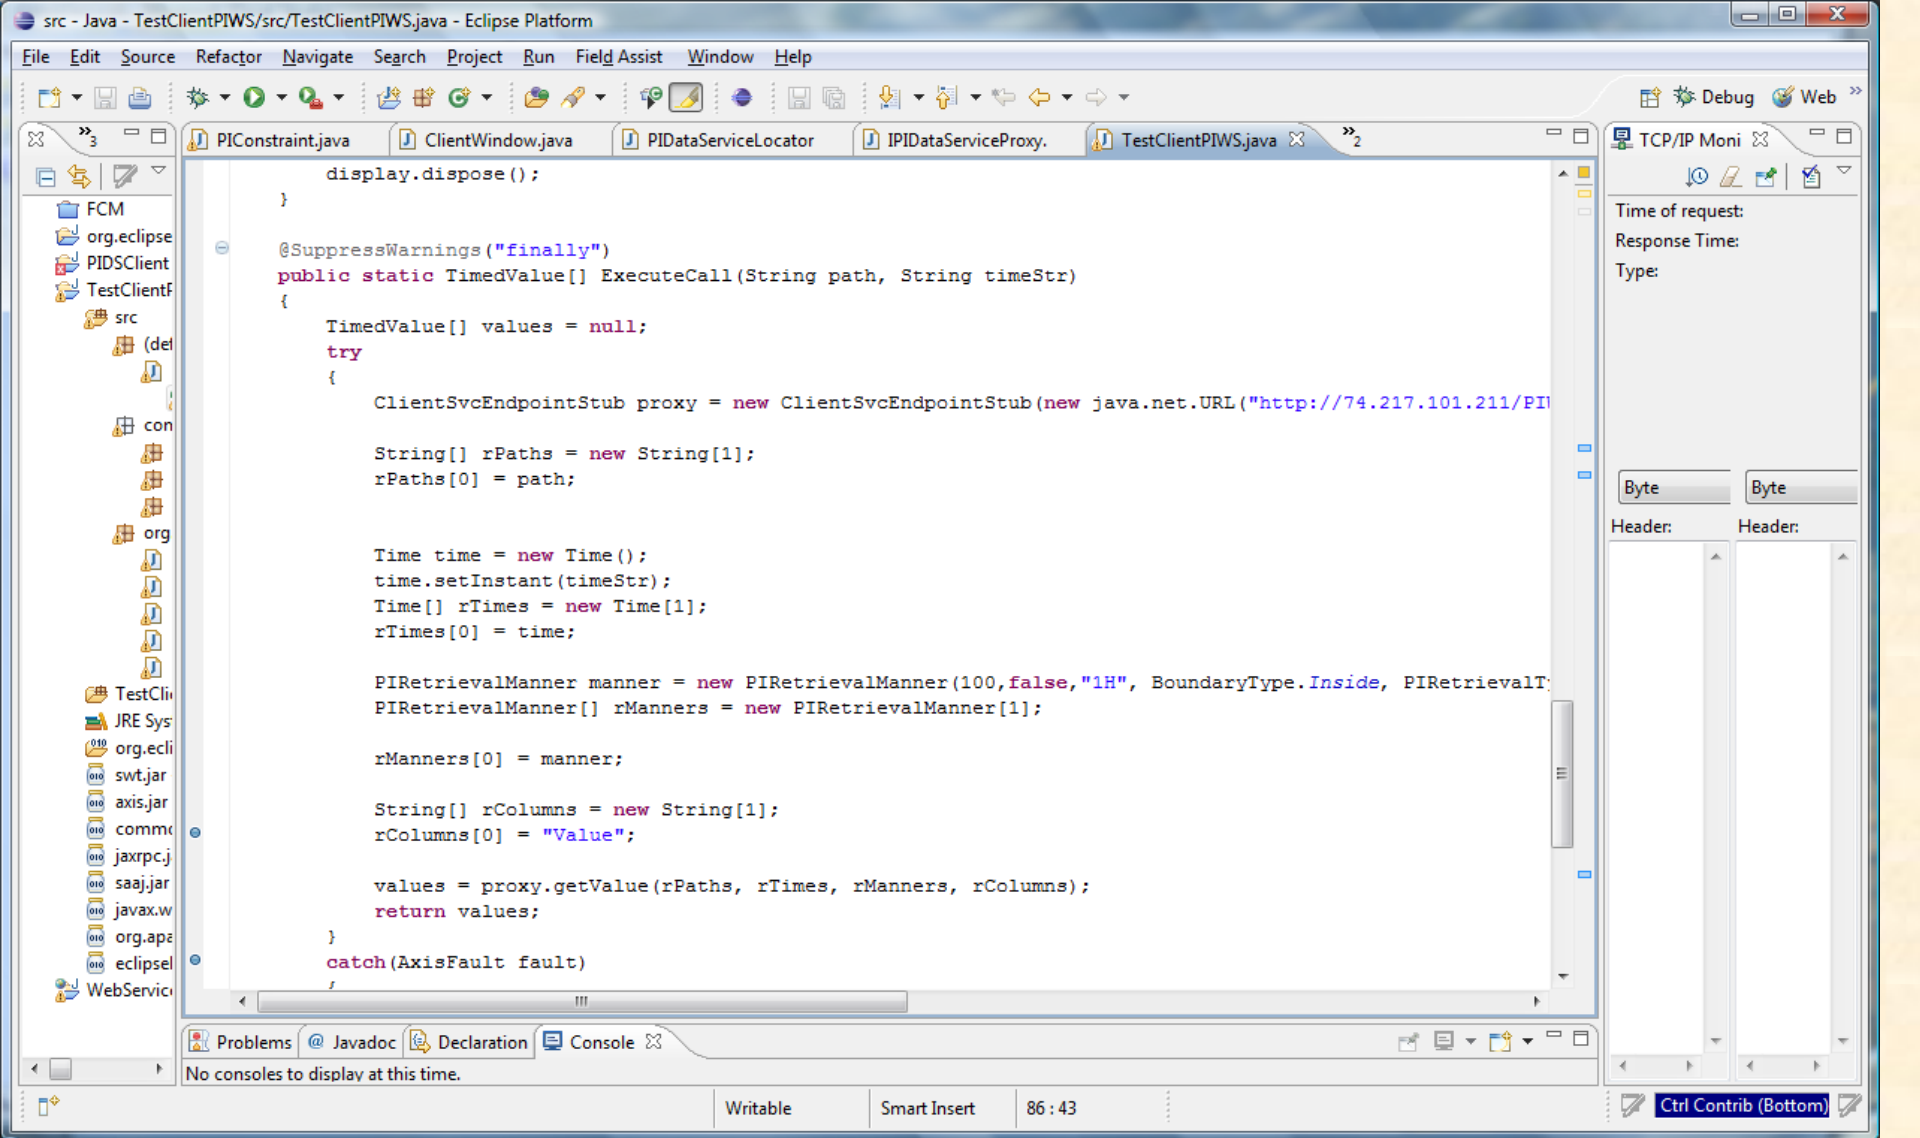 src - Java - TestClientPIWS/src/TestClientPIWS.java - Eclipse Platform
File Edit Source Refactor Navigate Search Project Run Field Assist Window Help
Debug Web »
»3
PIConstraint.java ClientWindow.java PIDataServiceLocator IPIDataServiceProxy. TestClientPIWS.java »2
TCP/IP Moni
FCM
org.eclipse
PIDSClient
TestClientP
src
(def
con
org
TestClie
JRE Sys
org.ecli
swt.jar
axis.jar
commo
jaxrpc.j
saaj.jar
javax.w
org.apa
eclipsel
WebServic
display.dispose();
}
@SuppressWarnings("finally")
public static TimedValue[] ExecuteCall(String path, String timeStr)
{
TimedValue[] values = null;
try
{
ClientSvcEndpointStub proxy = new ClientSvcEndpointStub(new java.net.URL("http://74.217.101.211/PI
String[] rPaths = new String[1];
rPaths[0] = path;
Time time = new Time();
time.setInstant(timeStr);
Time[] rTimes = new Time[1];
rTimes[0] = time;
PIRetrievalManner manner = new PIRetrievalManner(100,false,"1H", BoundaryType.Inside, PIRetrievalT
PIRetrievalManner[] rManners = new PIRetrievalManner[1];
rManners[0] = manner;
String[] rColumns = new String[1];
rColumns[0] = "Value";
values = proxy.getValue(rPaths, rTimes, rManners, rColumns);
return values;
}
catch(AxisFault fault)
{
Time of request:
Response Time:
Type:
Byte Byte
Header: Header:
Problems @ Javadoc Declaration Console
No consoles to display at this time.
Writable Smart Insert 86 : 43
Ctrl Contrib (Bottom)